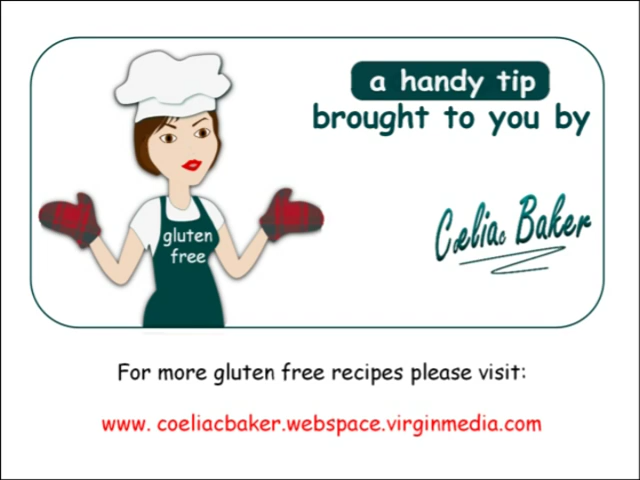 a handy tip
brought to you by
Cœliac Baker
gluten
free
For more gluten free recipes please visit:
www. coeliacbaker.webspace.virginmedia.com